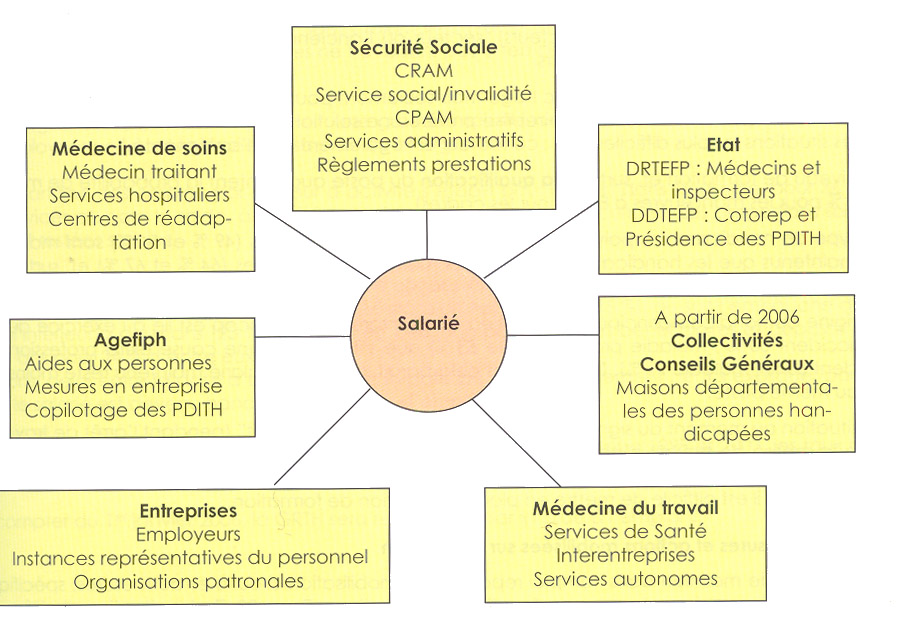 Sécurité Sociale
CRAM
Service social/invalidité
CPAM
Services administratifs
Règlements prestations
Médecine de soins
Médecin traitant
Services hospitaliers
Centres de réadap-
tation
Etat
DRTEFP : Médecins et
inspecteurs
DDTEFP : Cotorep et
Présidence des PDITH
Salarié
Agefiph
Aides aux personnes
Mesures en entreprise
Copilotage des PDITH
A partir de 2006
Collectivités
Conseils Généraux
Maisons départementa-
les des personnes han-
dicapées
Entreprises
Employeurs
Instances représentatives du personnel
Organisations patronales
Médecine du travail
Services de Santé
Interentreprises
Services autonomes